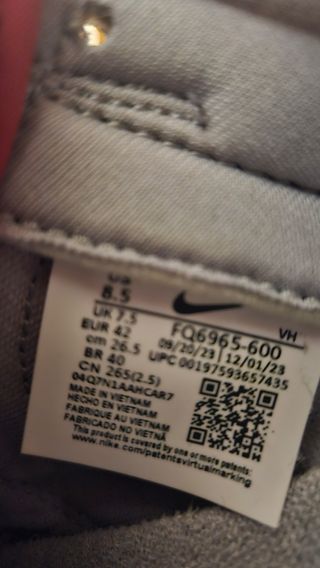 US
8.5
UK 7.5
EUR 42
cm 26.5
BR 40
CN 265(2.5)
04Q7N1AAHCAR7
VH
FQ6965-600
09/20/23 12/01/23
UPC 00197593657435
MADE IN VIETNAM
HECHO EN VIETNAM
FABRIQUE AU VIETNAM
FABRICADO NO VIETNÃ
This product is covered by one or more patents:
www.nike.com/patentsvirtualmarking